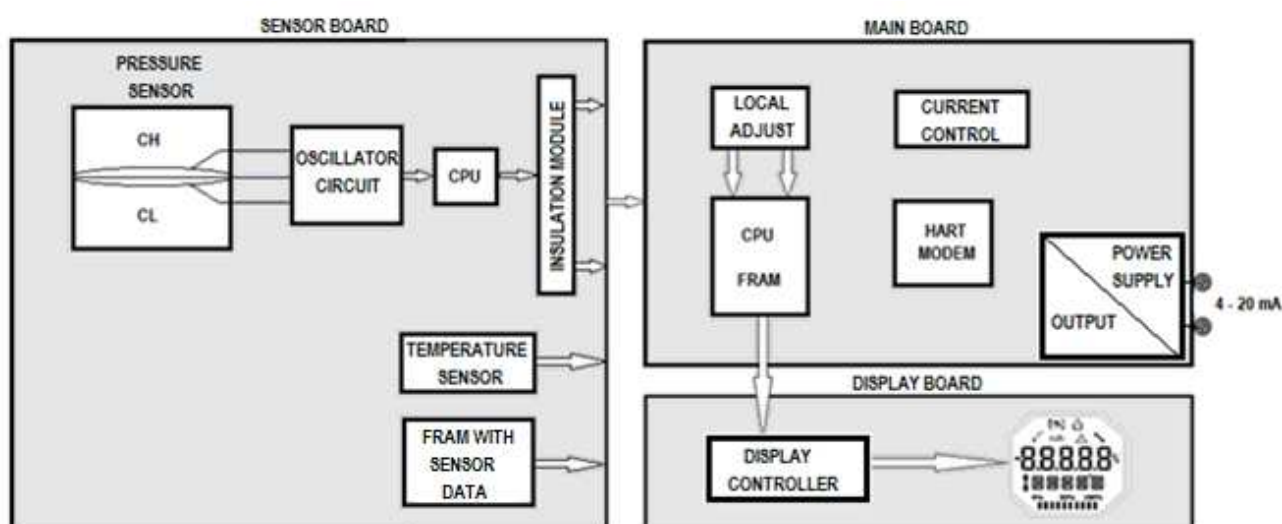 SENSOR BOARD
PRESSURE
SENSOR
CH
CL
OSCILLATOR
CIRCUIT
CPU
INSULATION MODULE
TEMPERATURE
SENSOR
FRAM WITH
SENSOR
DATA
MAIN BOARD
LOCAL
ADJUST
CURRENT
CONTROL
CPU
FRAM
HART
MODEM
POWER
SUPPLY
OUTPUT
4 - 20 mA
DISPLAY BOARD
DISPLAY
CONTROLLER
8.8.8.8.8